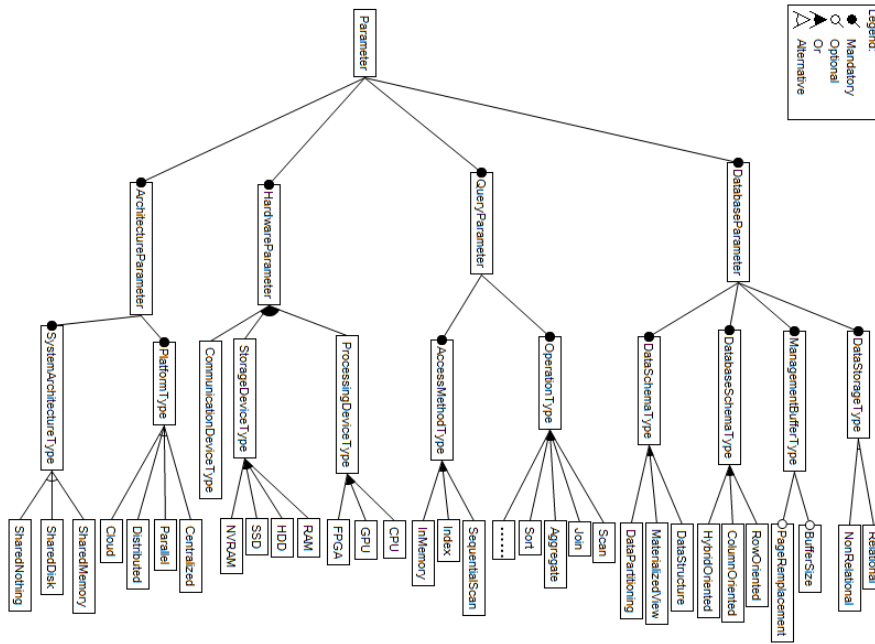 Legend:
Mandatory
Optional
Or
Alternative
Parameter
DatabaseParameter
QueryParameter
HardwareParameter
ArchitectureParameter
DataStorageType
ManagementBufferType
DatabaseSchemaType
DataSchemaType
OperationType
AccessMethodType
ProcessingDeviceType
StorageDeviceType
CommunicationDeviceType
PlatformType
SystemArchitectureType
Relational
NonRelational
BufferSize
PageRemplacement
RowOriented
ColumnOriented
HybridOriented
DataStructure
MaterializedView
DataPartitioning
Scan
Join
Aggregate
Sort
.......
SequentialScan
Index
InMemory
CPU
GPU
FPGA
RAM
HDD
SSD
NVRAM
Centralized
Parallel
Distributed
Cloud
SharedMemory
SharedDisk
SharedNothing